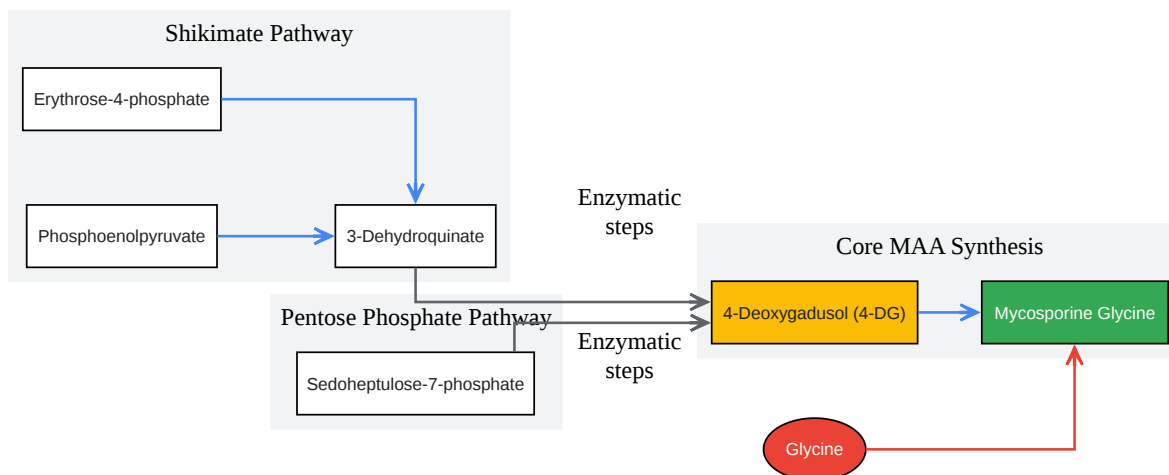 Shikimate Pathway
Erythrose-4-phosphate
Phosphoenolpyruvate
3-Dehydroquinate
Enzymatic
steps
Core MAA Synthesis
4-Deoxygadusol (4-DG)
Mycosporine Glycine
Pentose Phosphate Pathway
Enzymatic
steps
Sedoheptulose-7-phosphate
Glycine